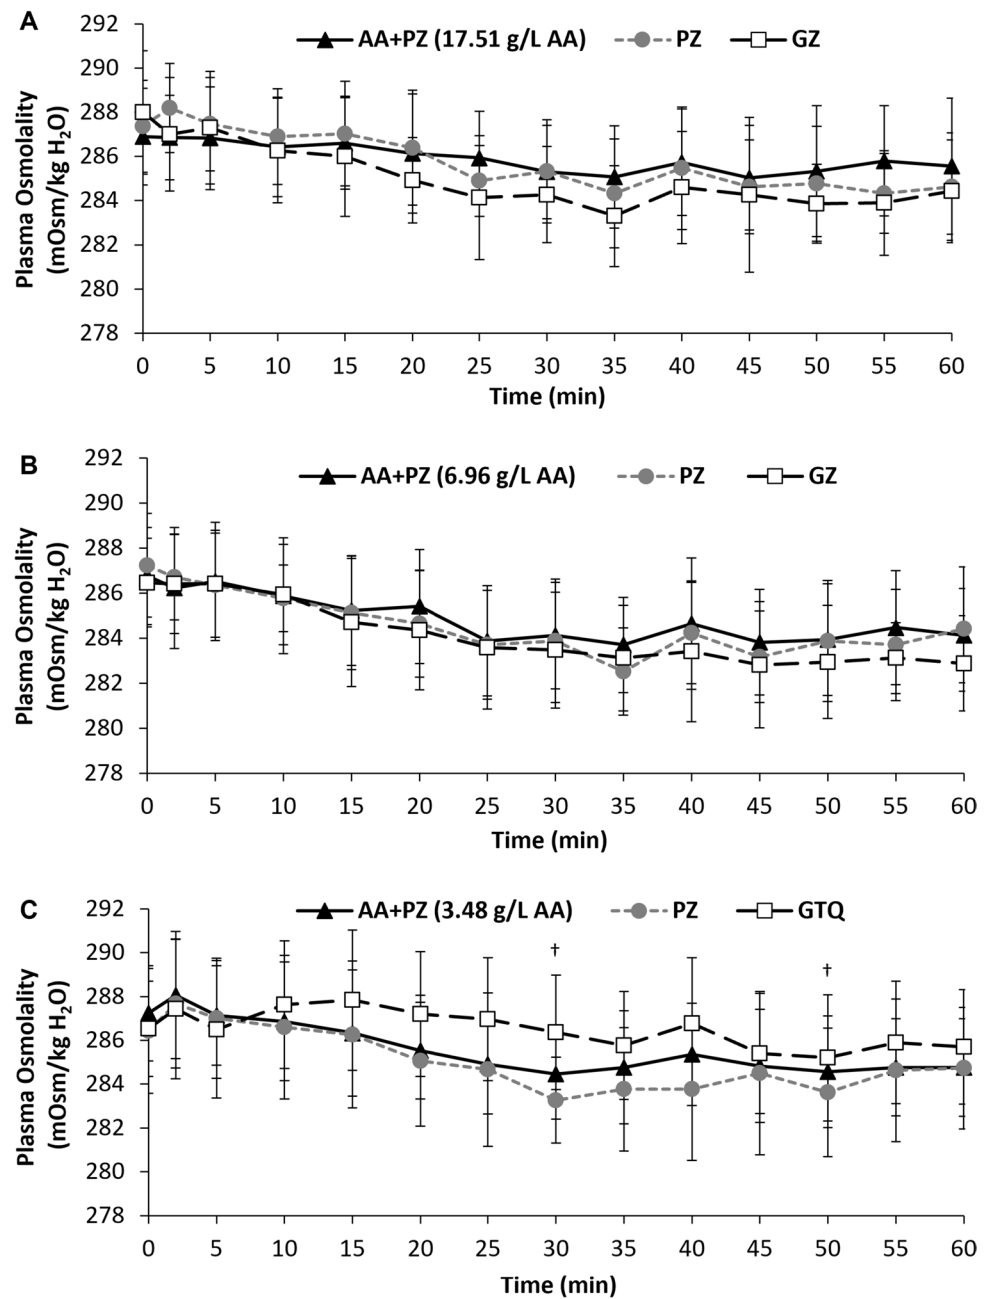 A
292
290
288
286
284
282
280
278
Plasma Osmolality
(mOsm/kg H₂O)
AA+PZ (17.51 g/L AA) PZ GZ
0 5 10 15 20 25 30 35 40 45 50 55 60
Time (min)
B
292
290
288
286
284
282
280
278
Plasma Osmolality
(mOsm/kg H₂O)
AA+PZ (6.96 g/L AA) PZ GZ
0 5 10 15 20 25 30 35 40 45 50 55 60
Time (min)
C
292
290
288
286
284
282
280
278
Plasma Osmolality
(mOsm/kg H₂O)
AA+PZ (3.48 g/L AA) PZ GTQ
† †
0 5 10 15 20 25 30 35 40 45 50 55 60
Time (min)